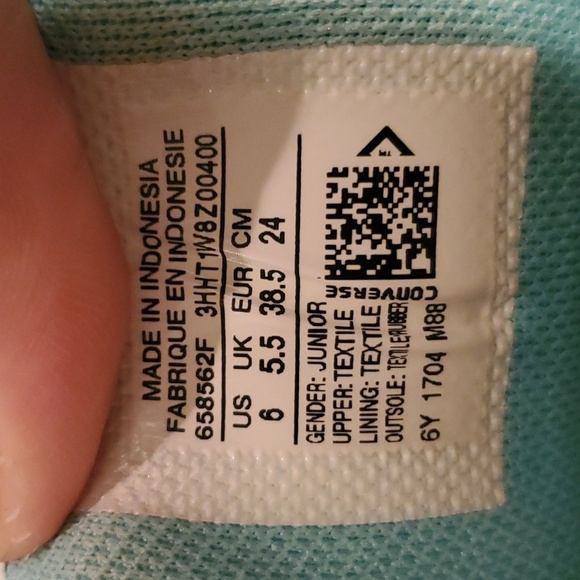 MADE IN INDONESIA
FABRIQUE EN INDONESIE
658562F 3HHT1W8Z00400
US UK EUR CM
6 5.5 38.5 24
GENDER: JUNIOR
UPPER: TEXTILE
LINING: TEXTILE
OUTSOLE: TEXTILE/RUBBER
6Y 1704 M88
CONVERSE
TM